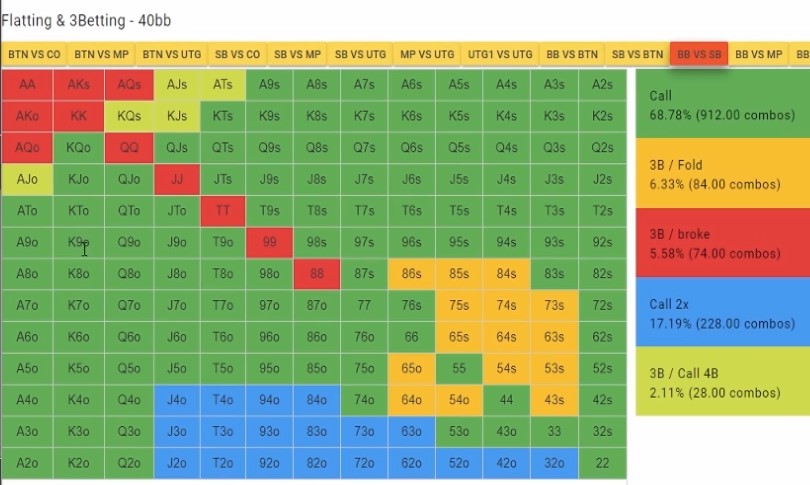 Flatting & 3Betting - 40bb
BTN VS CO BTN VS MP BTN VS UTG SB VS CO SB VS MP SB VS UTG MP VS UTG UTG1 VS UTG BB VS BTN SB VS BTN BB VS SB BB VS MP BB
AA AKs AQs AJs ATs A9s A8s A7s A6s A5s A4s A3s A2s
AKo KK KQs KJs KTs K9s K8s K7s K6s K5s K4s K3s K2s
AQo KQo QQ QJs QTs Q9s Q8s Q7s Q6s Q5s Q4s Q3s Q2s
AJo KJo QJo JJ JTs J9s J8s J7s J6s J5s J4s J3s J2s
ATo KTo QTo JTo TT T9s T8s T7s T6s T5s T4s T3s T2s
A9o K9o Q9o J9o T9o 99 98s 97s 96s 95s 94s 93s 92s
A8o K8o Q8o J8o T8o 98o 88 87s 86s 85s 84s 83s 82s
A7o K7o Q7o J7o T7o 97o 87o 77 76s 75s 74s 73s 72s
A6o K6o Q6o J6o T6o 96o 86o 76o 66 65s 64s 63s 62s
A5o K5o Q5o J5o T5o 95o 85o 75o 65o 55 54s 53s 52s
A4o K4o Q4o J4o T4o 94o 84o 74o 64o 54o 44 43s 42s
A3o K3o Q3o J3o T3o 93o 83o 73o 63o 53o 43o 33 32s
A2o K2o Q2o J2o T2o 92o 82o 72o 62o 52o 42o 32o 22
Call
68.78% (912.00 combos)
3B / Fold
6.33% (84.00 combos)
3B / broke
5.58% (74.00 combos)
Call 2x
17.19% (228.00 combos)
3B / Call 4B
2.11% (28.00 combos)